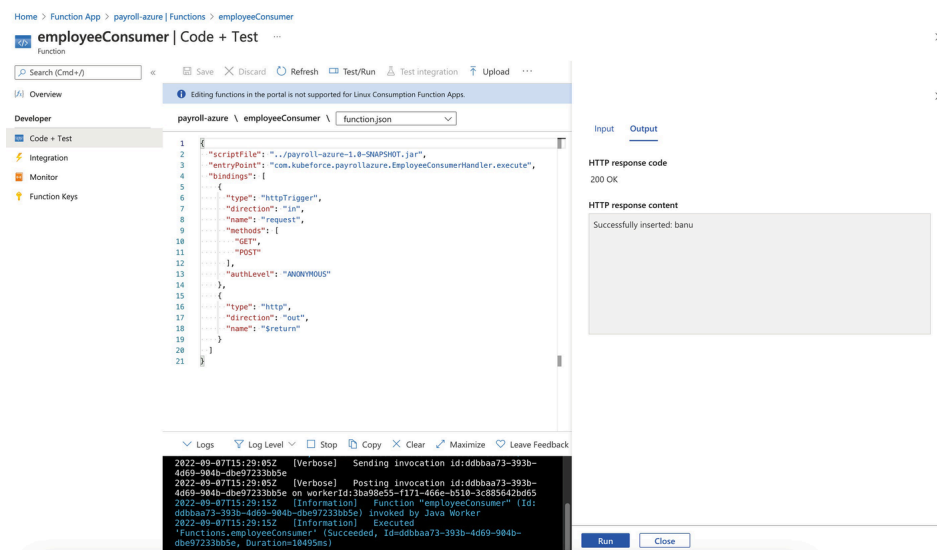 Home > Function App > payroll-azure | Functions > employeeConsumer
employeeConsumer | Code + Test ...
Function
Search (Cmd+/)
«
Overview
Developer
Code + Test
Integration
Monitor
Function Keys
Save Discard Refresh Test/Run Test integration Upload ...
Editing functions in the portal is not supported for Linux Consumption Function Apps.
payroll-azure \ employeeConsumer \ function.json
1 {
2 "scriptFile": "../payroll-azure-1.0-SNAPSHOT.jar",
3 "entryPoint": "com.kubeforce.payrollazure.EmployeeConsumerHandler.execute",
4 "bindings": [
5 {
6 "type": "httpTrigger",
7 "direction": "in",
8 "name": "request",
9 "methods": [
10 "GET",
11 "POST"
12 ],
13 "authLevel": "ANONYMOUS"
14 },
15 {
16 "type": "http",
17 "direction": "out",
18 "name": "$return"
19 }
20 ]
21 }
Logs Log Level Stop Copy Clear Maximize Leave Feedback
2022-09-07T15:29:05Z [Verbose] Sending invocation id:ddbbaa73-393b-
4d69-904b-dbe97233bb5e
2022-09-07T15:29:05Z [Verbose] Posting invocation id:ddbbaa73-393b-
4d69-904b-dbe97233bb5e on workerId:3ba98e55-f171-466e-b510-3c885642bd65
2022-09-07T15:29:15Z [Information] Function "employeeConsumer" (Id:
ddbbaa73-393b-4d69-904b-dbe97233bb5e) invoked by Java Worker
2022-09-07T15:29:15Z [Information] Executed
'Functions.employeeConsumer' (Succeeded, Id=ddbbaa73-393b-4d69-904b-
dbe97233bb5e, Duration=10495ms)
Input Output
HTTP response code
200 OK
HTTP response content
Successfully inserted: banu
Run Close